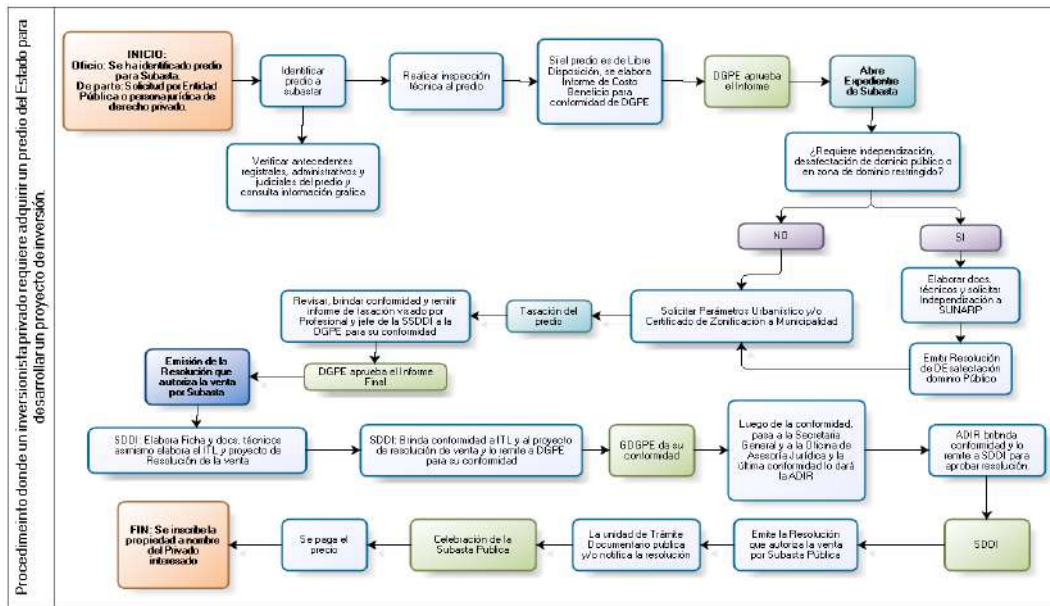 Procedimeinto donde un inversionista privado requiere adquirir un predio del Estado para
desarrollar un proyecto de inversión.
INICIO:
Oficio: Se ha identificado predio
para Subasta.
De parte: Solicitud por Entidad
Pública o persona jurídica de
derecho privado.
Identificar
predio a
subastar
Realizar inspección
técnica al predio
Si el predio es de Libre
Disposición, se elabora
Informe de Costo
Beneficio para
conformidad de DGPE
DGPE aprueba
el Informe
Abre
Expediente
de Subasta
Verificar antecedentes
registrales, administrativos y
judiciales del predio y
consulta información grafica
¿Requiere independización,
desafectación de dominio público o
en zona de dominio restringido?
NO
SI
Elaborar docs.
técnicos y solicitar
Independización a
SUNARP
Emitir Resolución
de DEsafectación
dominio Público
Solicitar Parámetros Urbanístico y/o
Certificado de Zonificación a Municipalidad
Tasación del
predio
Revisar, brindar conformidad y remitir
informe de tasación visado por
Profesional y jefe de la SSDDI a la
DGPE para su conformidad
DGPE aprueba el Informe
Final
Emisión de la
Resolución que
autoriza la venta
por Subasta
SDDI: Elabora Ficha y docs. técnicos
asimismo elabora el ITL y proyecto de
Resolución de la venta
SDDI: Brinda conformidad a ITL y al proyecto
de resolución de venta y lo remite a DGPE
para su conformidad
GDGPE da su
conformidad
Luego de la conformidad,
pasa a la Secretaria
General y a la Oficina de
Asesoría Jurídica y la
última conformidad lo dará
la ADIR
ADIR bribnda
conformidad y lo
remite a SDDI para
aprobar resolución.
SDDI
Emite la Resolución
que autoriza la venta
por Subasta Pública
La unidad de Trámite
Documentario publica
y/o notifica la resolución
Celebración de la
Subasta Publica
Se paga el
precio
FIN: Se inscribe la
propiedad a nombre
del Privado
interesado